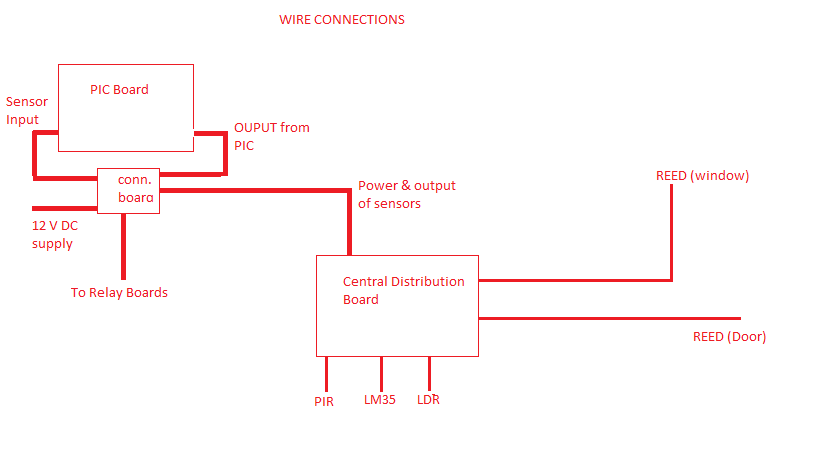 WIRE CONNECTIONS
PIC Board
Sensor
Input
OUPUT from
PIC
conn.
board
Power & output
of sensors
REED (window)
12 V DC
supply
To Relay Boards
Central Distribution
Board
REED (Door)
PIR
LM35
LDR